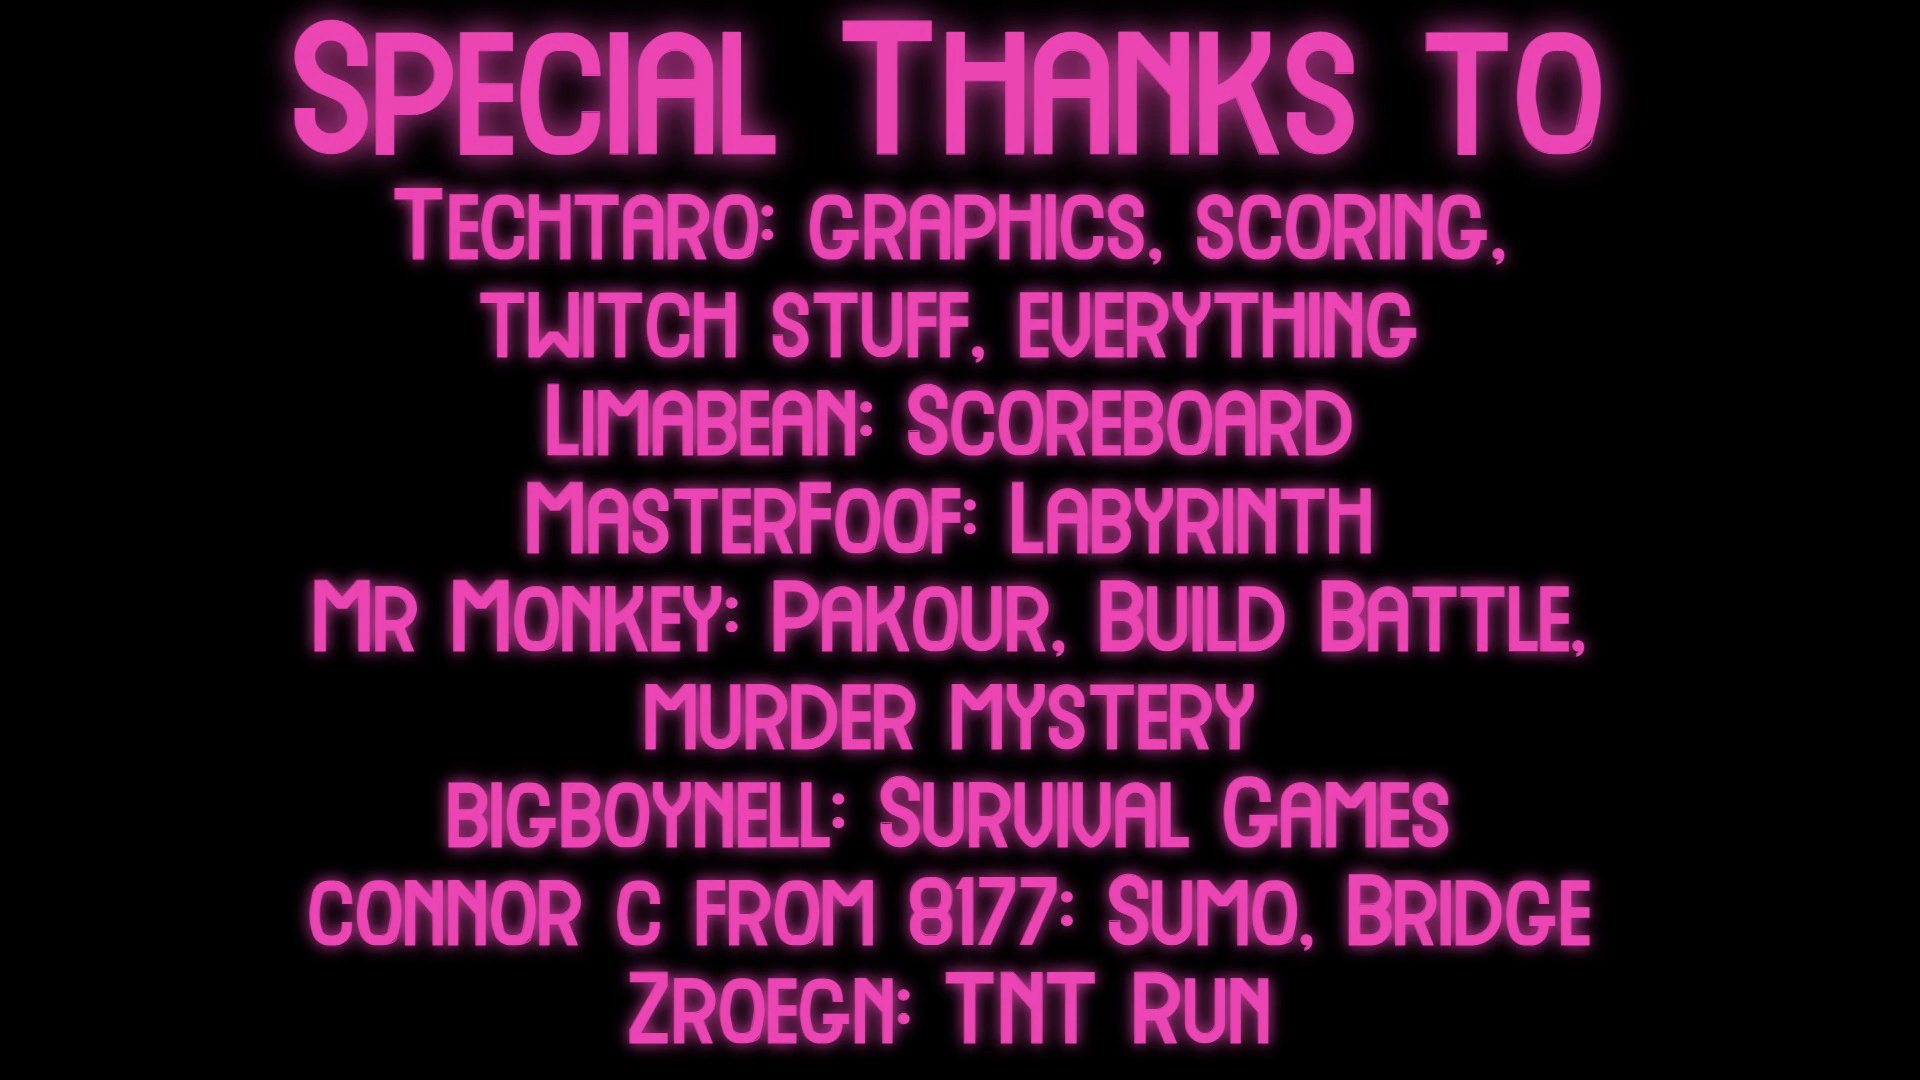 Special Thanks to
Techtaro: graphics, scoring,
twitch stuff, everything
Limabean: Scoreboard
MasterFoof: Labyrinth
Mr Monkey: Pakour, Build Battle,
murder mystery
bigboynell: Survival Games
connor c from 8177: Sumo, Bridge
Zroegn: TNT Run